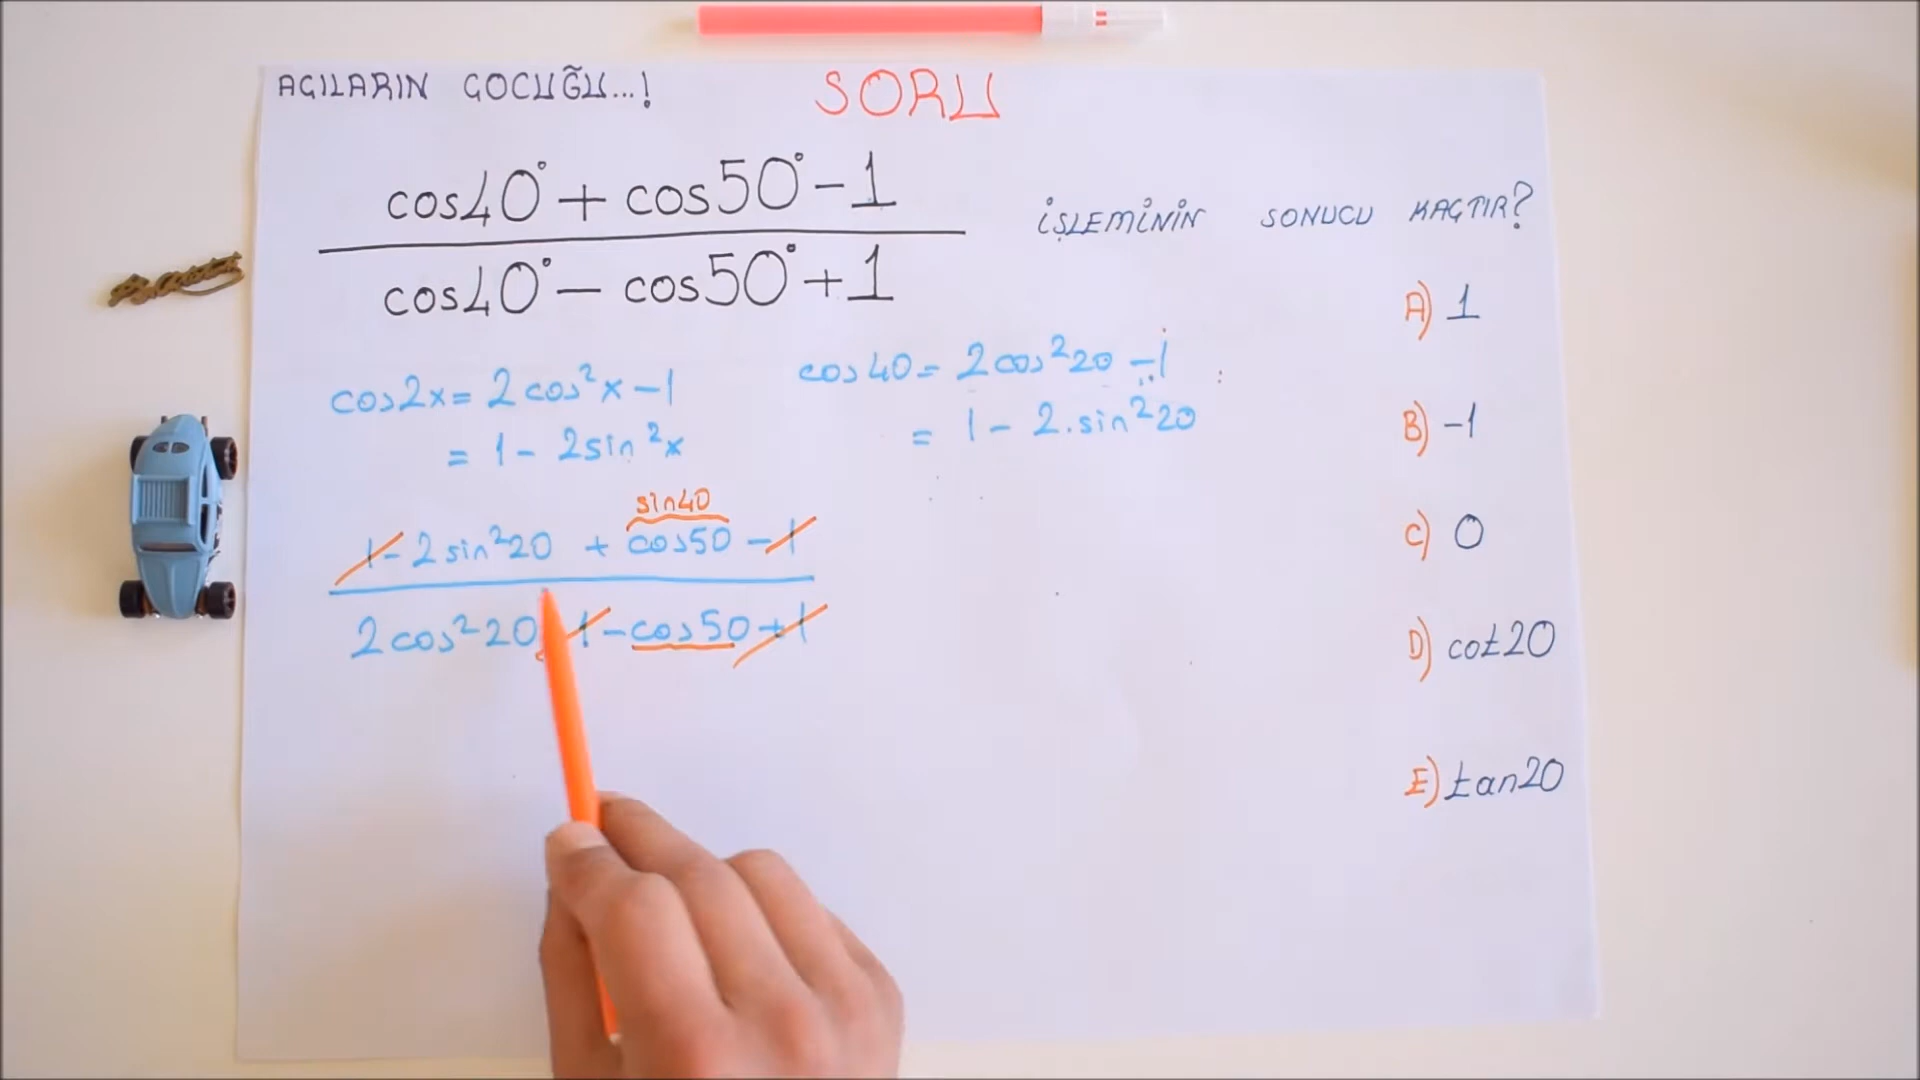 AÇILARIN ÇOCUĞU...!
SORU
cos40° + cos50° - 1
cos40° - cos50° + 1
İŞLEMİNİN SONUCU KAÇTIR?
cos2x = 2cos²x - 1
= 1 - 2sin²x
cos40 = 2cos²20 - 1
= 1 - 2.sin²20
sin40
1 - 2sin²20 + cos50 - 1
2cos²20 - 1 - cos50 + 1
A) 1
B) -1
C) 0
D) cot20
E) tan20